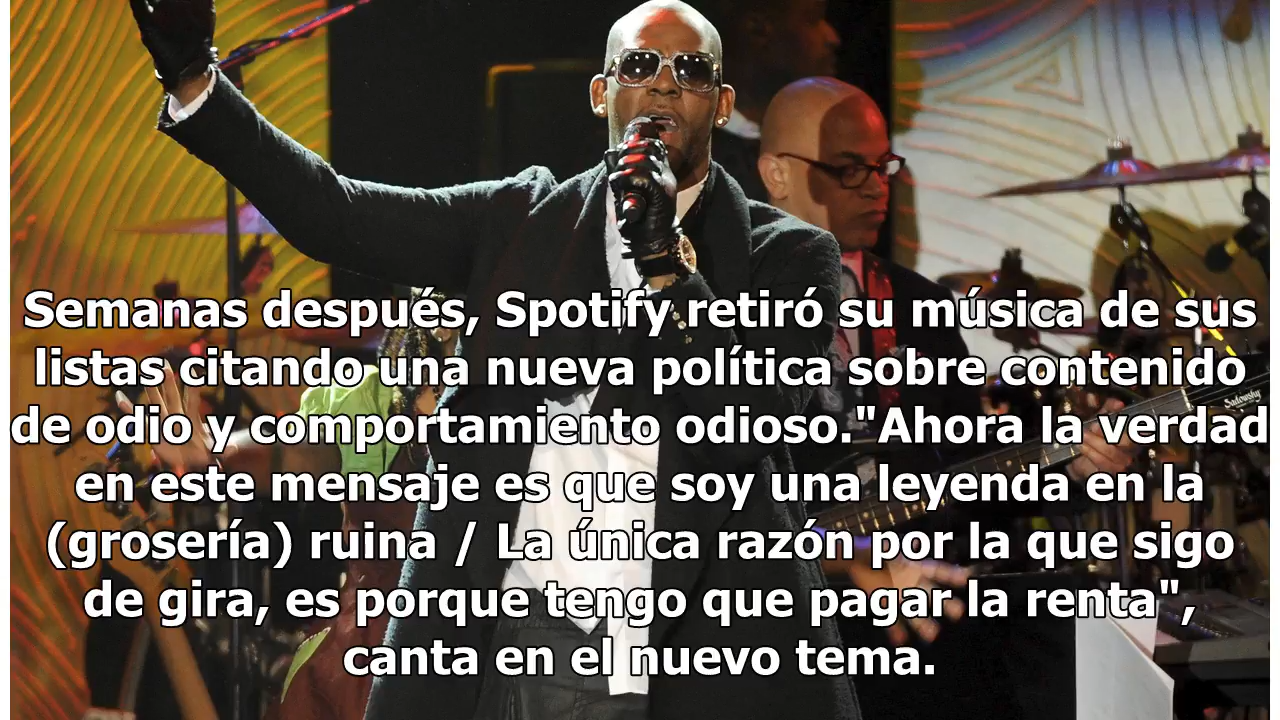 Semanas después, Spotify retiró su música de sus
listas citando una nueva política sobre contenido
de odio y comportamiento odioso."Ahora la verdad
en este mensaje es que soy una leyenda en la
(grosería) ruina / La única razón por la que sigo
de gira, es porque tengo que pagar la renta",
canta en el nuevo tema.
Sadowsky